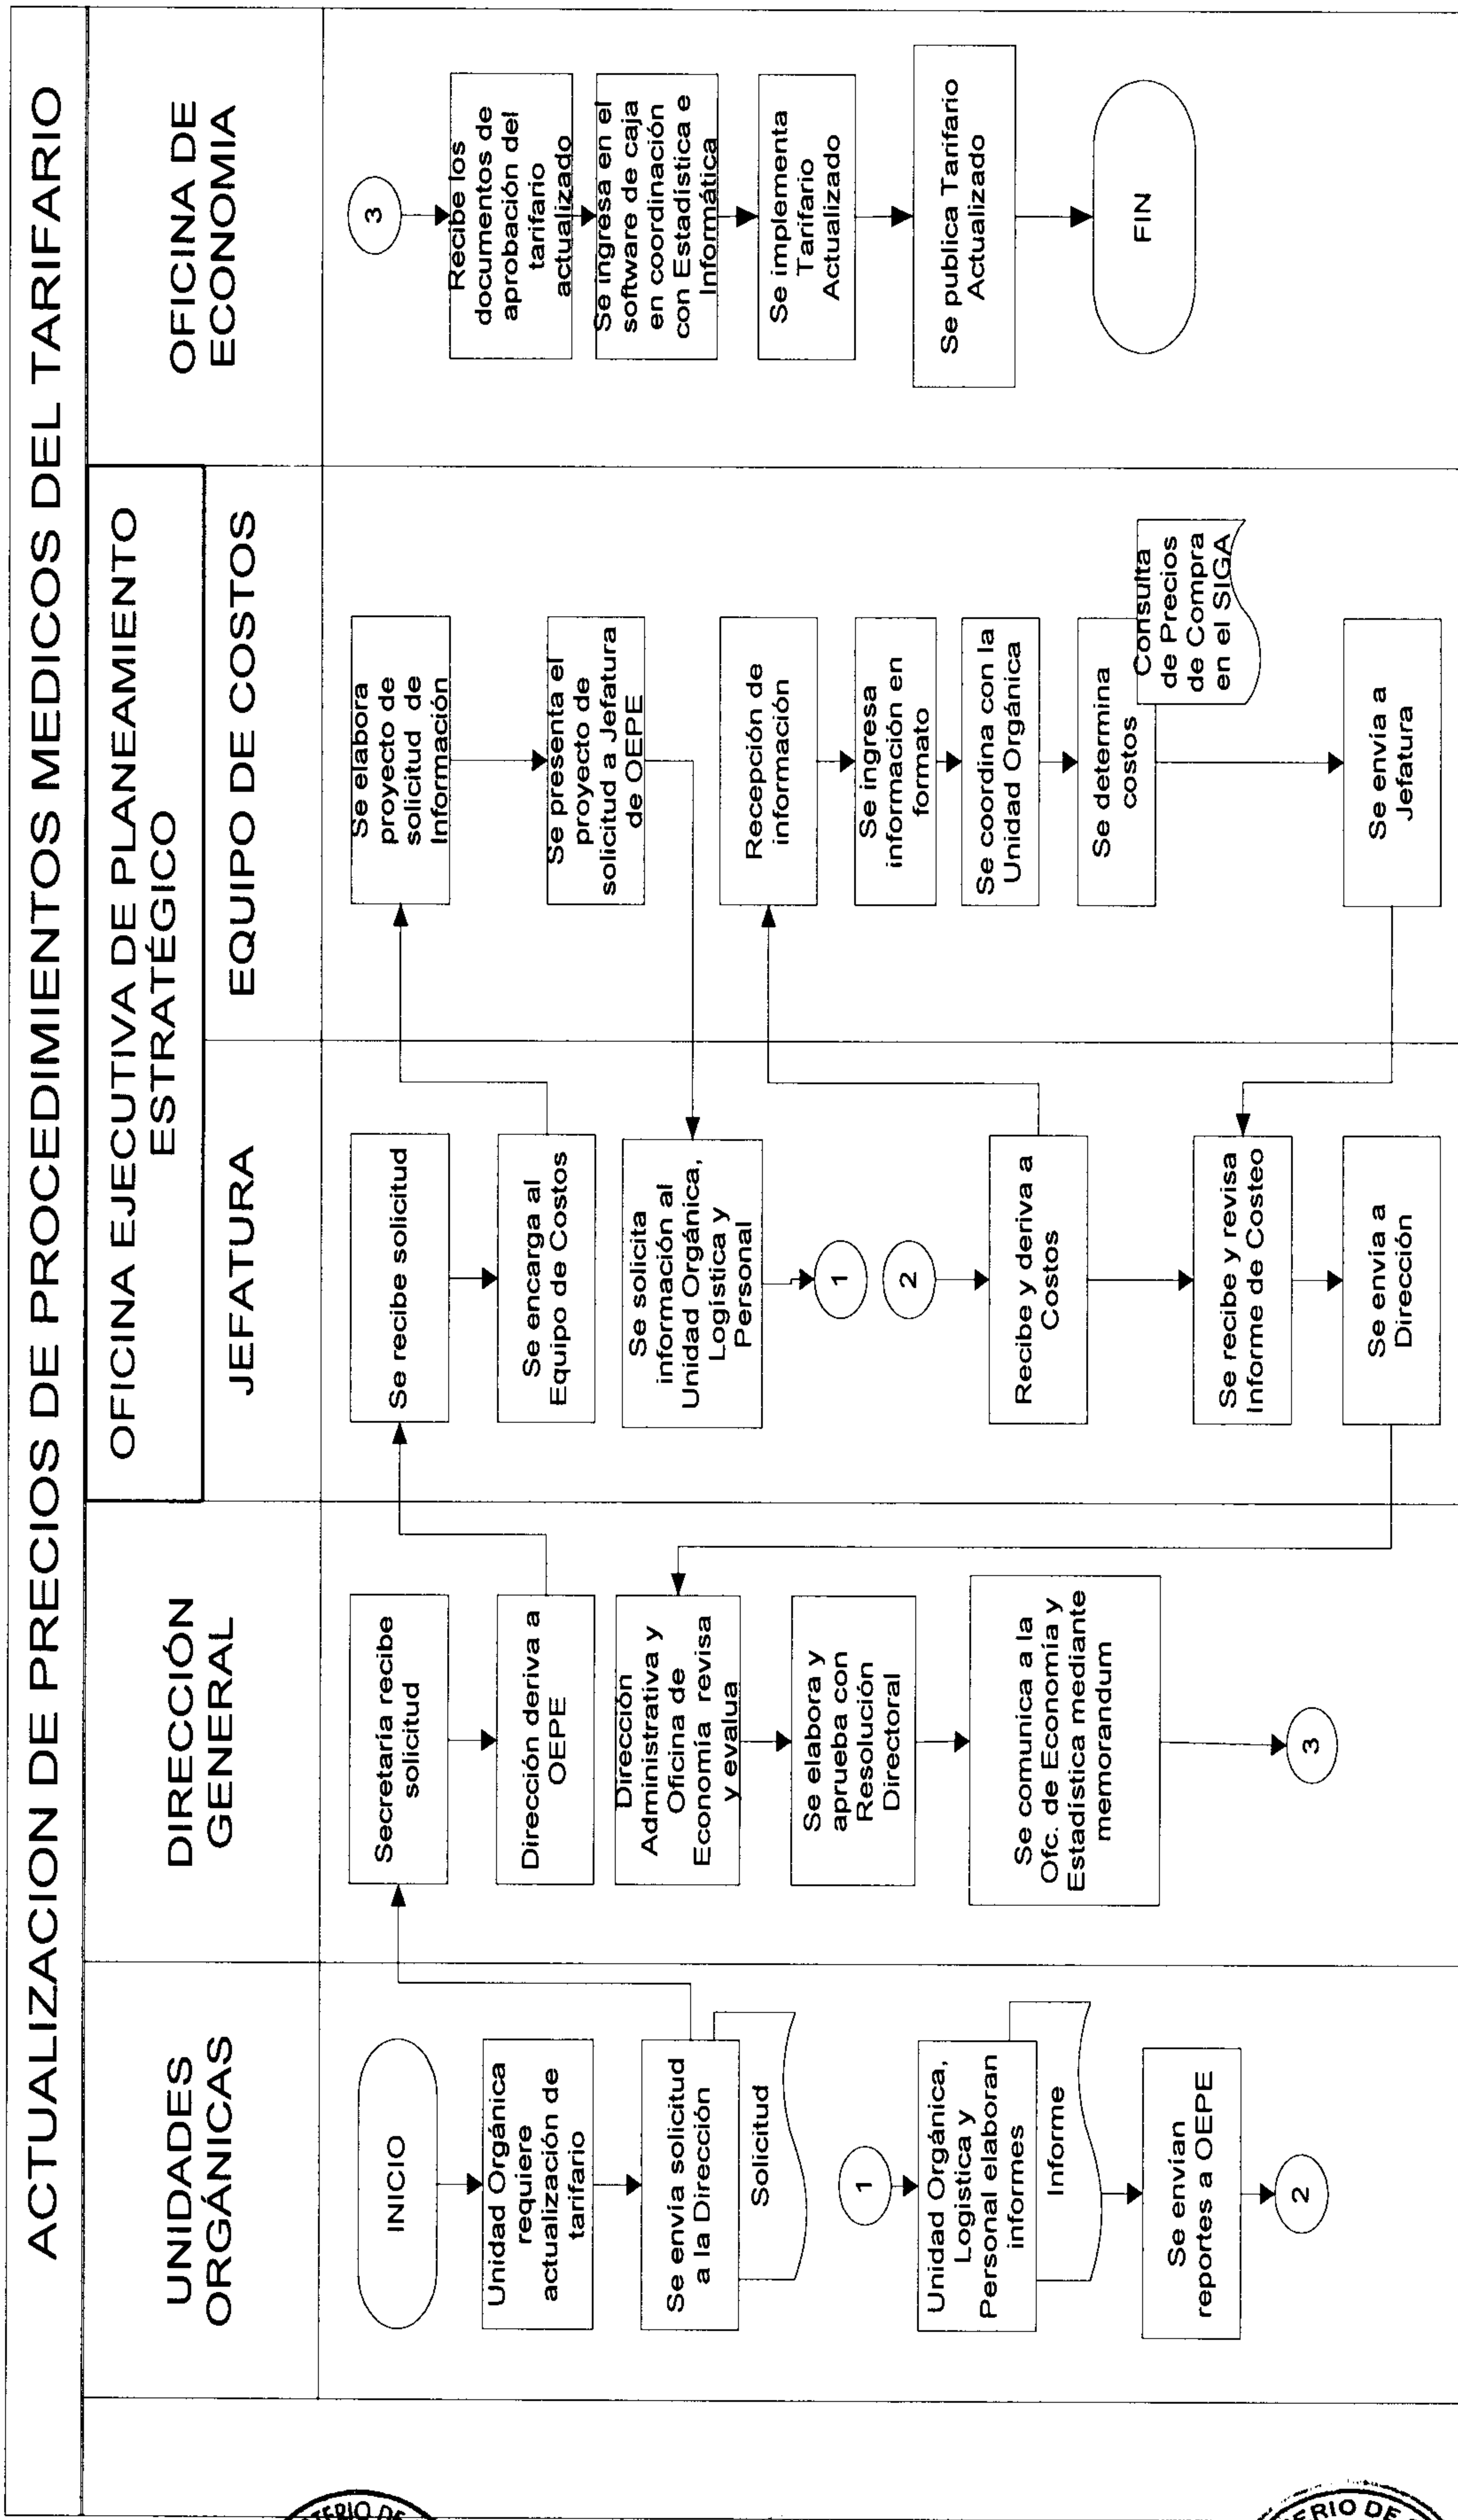 ACTUALIZACION DE PRECIOS DE PROCEDIMIENTOS MEDICOS DEL TARIFARIO
UNIDADES
ORGÁNICAS
DIRECCIÓN
GENERAL
OFICINA EJECUTIVA DE PLANEAMIENTO
ESTRATÉGICO
JEFATURA
EQUIPO DE COSTOS
OFICINA DE
ECONOMIA
INICIO
Unidad Orgánica
requiere
actualización de
tarifario
Se envía solicitud
a la Dirección
Solicitud
1
Unidad Orgánica,
Logística y
Personal elaboran
informes
Informe
Se envían
reportes a OEPE
2
Secretaría recibe
solicitud
Dirección deriva a
OEPE
Dirección
Administrativa y
Oficina de
Economía revisa
y evalua
Se elabora y
aprueba con
Resolución
Directoral
Se comunica a la
Ofc. de Economía y
Estadística mediante
memorandum
3
Se recibe solicitud
Se encarga al
Equipo de Costos
Se solicita
información al
Unidad Orgánica,
Logística y
Personal
1
2
Recibe y deriva a
Costos
Se recibe y revisa
Informe de Costeo
Se envía a
Dirección
Se elabora
proyecto de
solicitud de
Información
Se presenta el
proyecto de
solicitud a Jefatura
de OEPE
Recepción de
información
Se ingresa
información en
formato
Se coordina con la
Unidad Orgánica
Se determina
costos
Consulta
de Precios
de Compra
en el SIGA
Se envía a
Jefatura
3
Recibe los
documentos de
aprobación del
tarifario
actualizado
Se ingresa en el
software de caja
en coordinación
con Estadística e
Informática
Se implementa
Tarifario
Actualizado
Se publica Tarifario
Actualizado
FIN